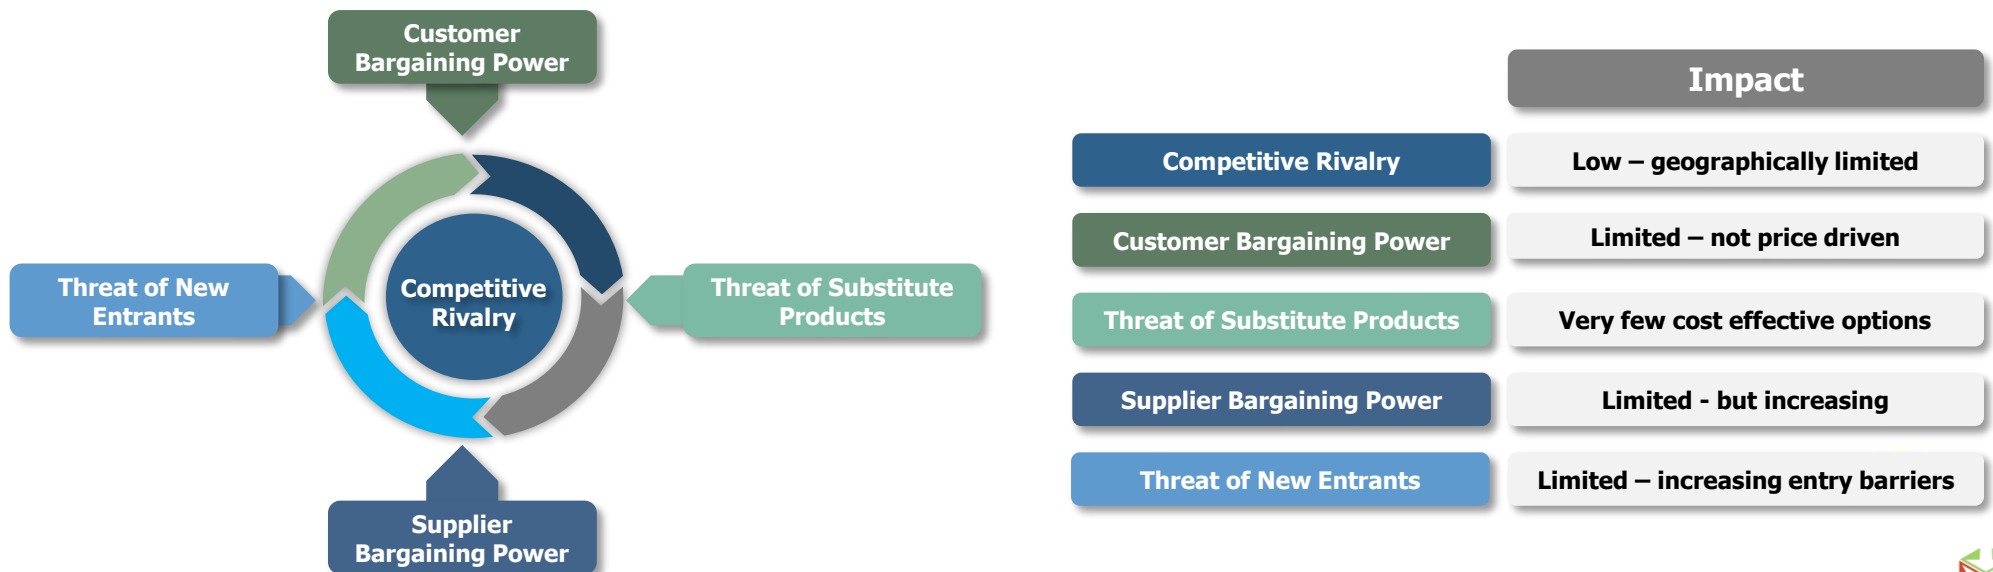 Customer
Bargaining Power
Threat of New
Entrants
Competitive
Rivalry
Threat of Substitute
Products
Supplier
Bargaining Power
Impact
Competitive Rivalry
Low – geographically limited
Customer Bargaining Power
Limited – not price driven
Threat of Substitute Products
Very few cost effective options
Supplier Bargaining Power
Limited - but increasing
Threat of New Entrants
Limited – increasing entry barriers